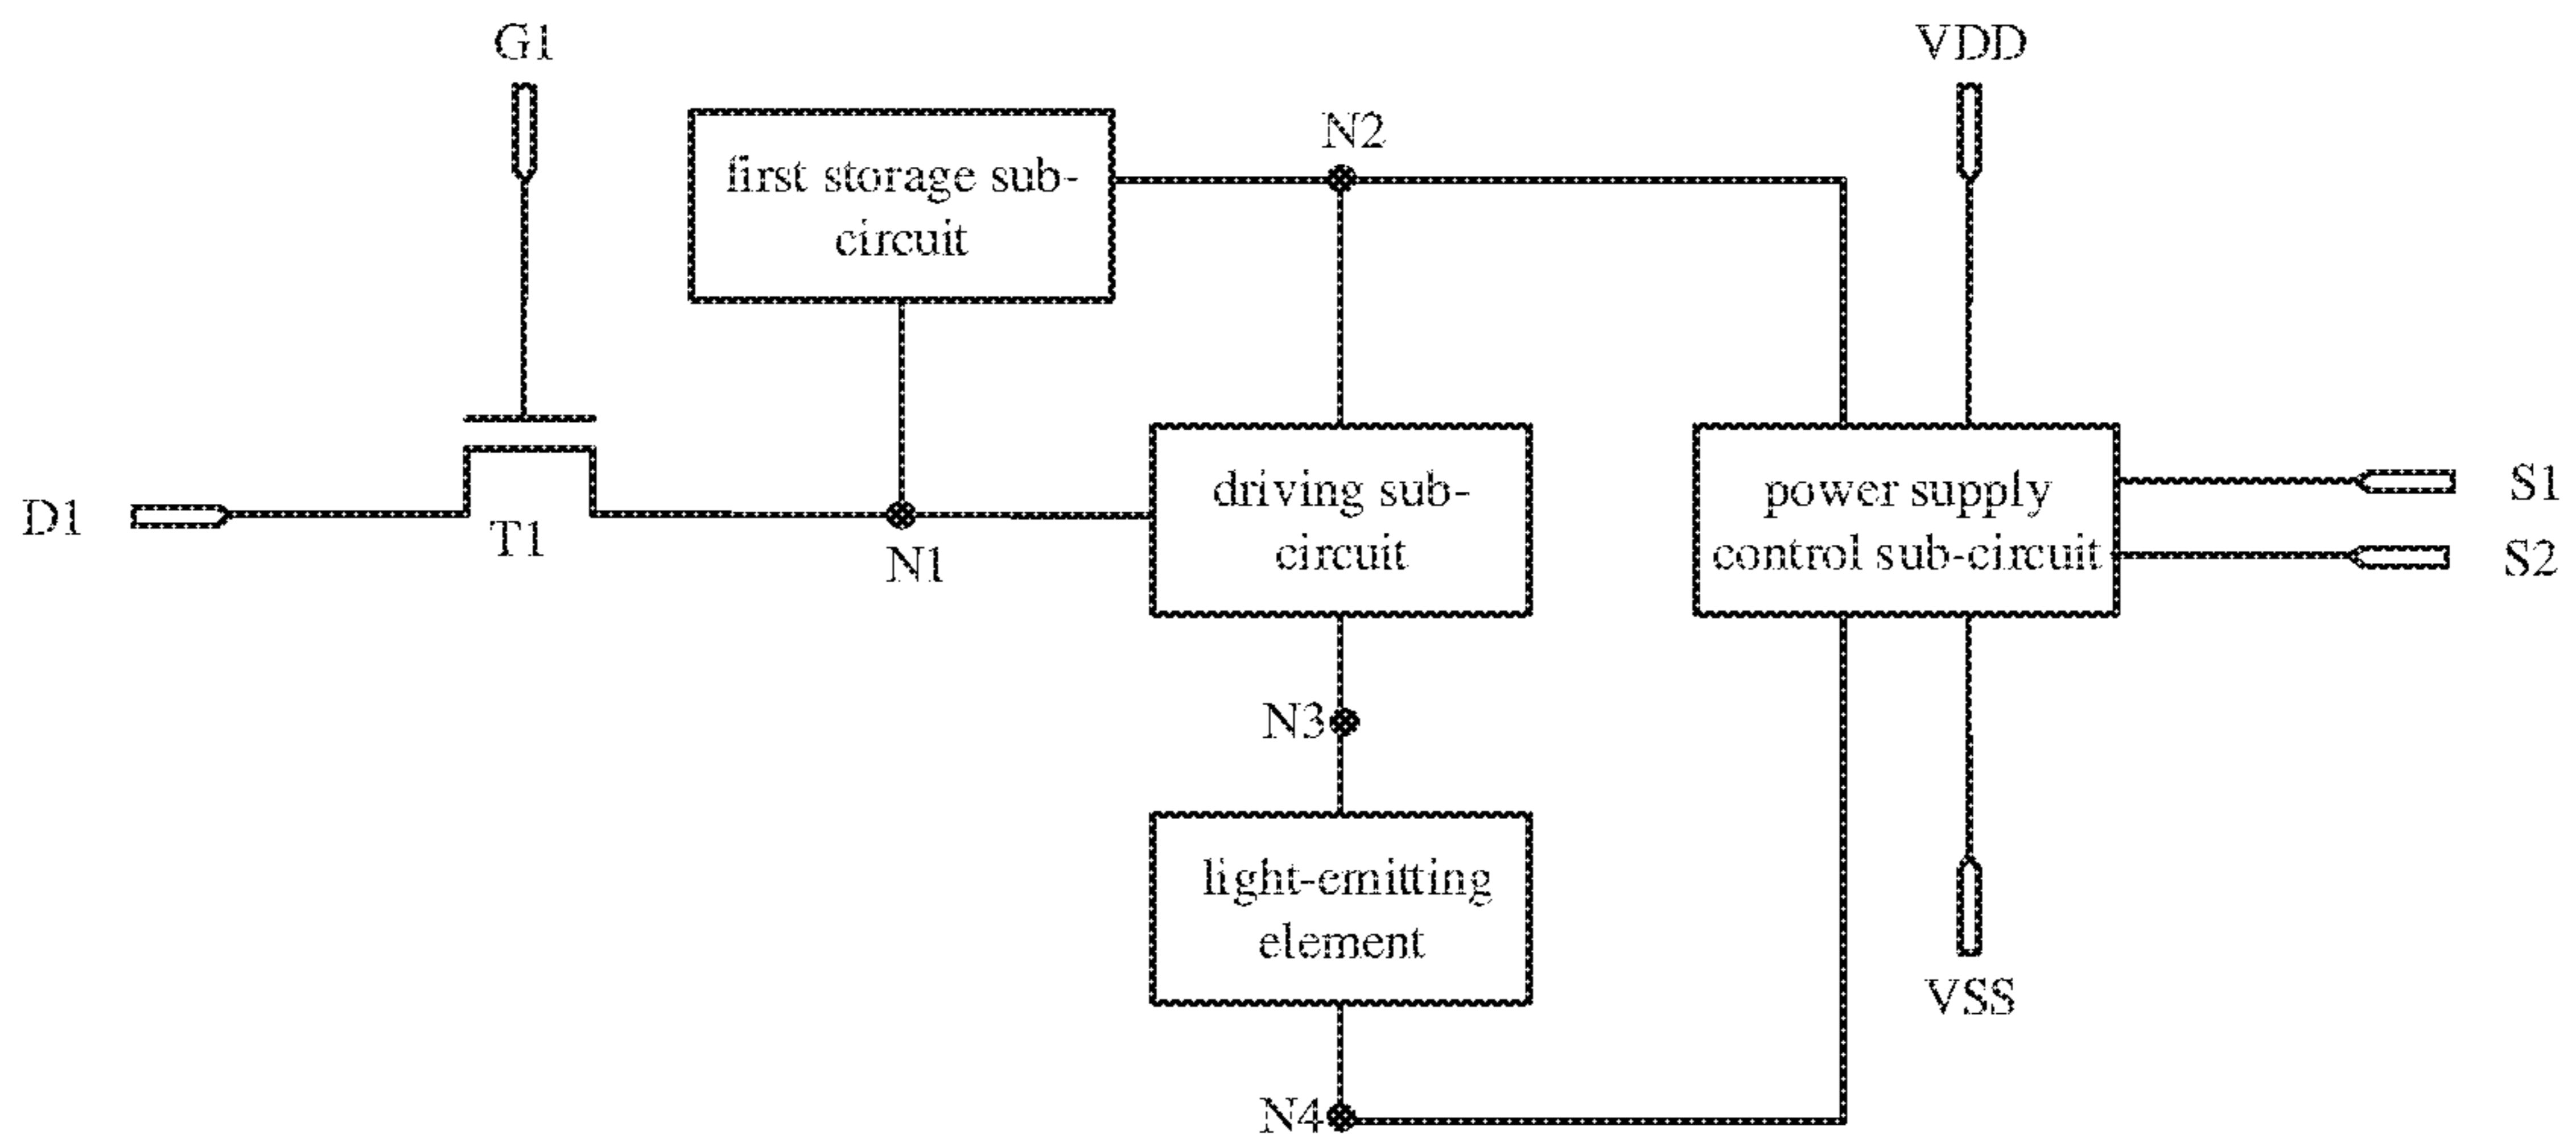 G1
VDD
N2
first storage sub-
circuit
D1
T1
N1
driving sub-
circuit
power supply
control sub-circuit
S1
S2
N3
light-emitting
element
VSS
N4